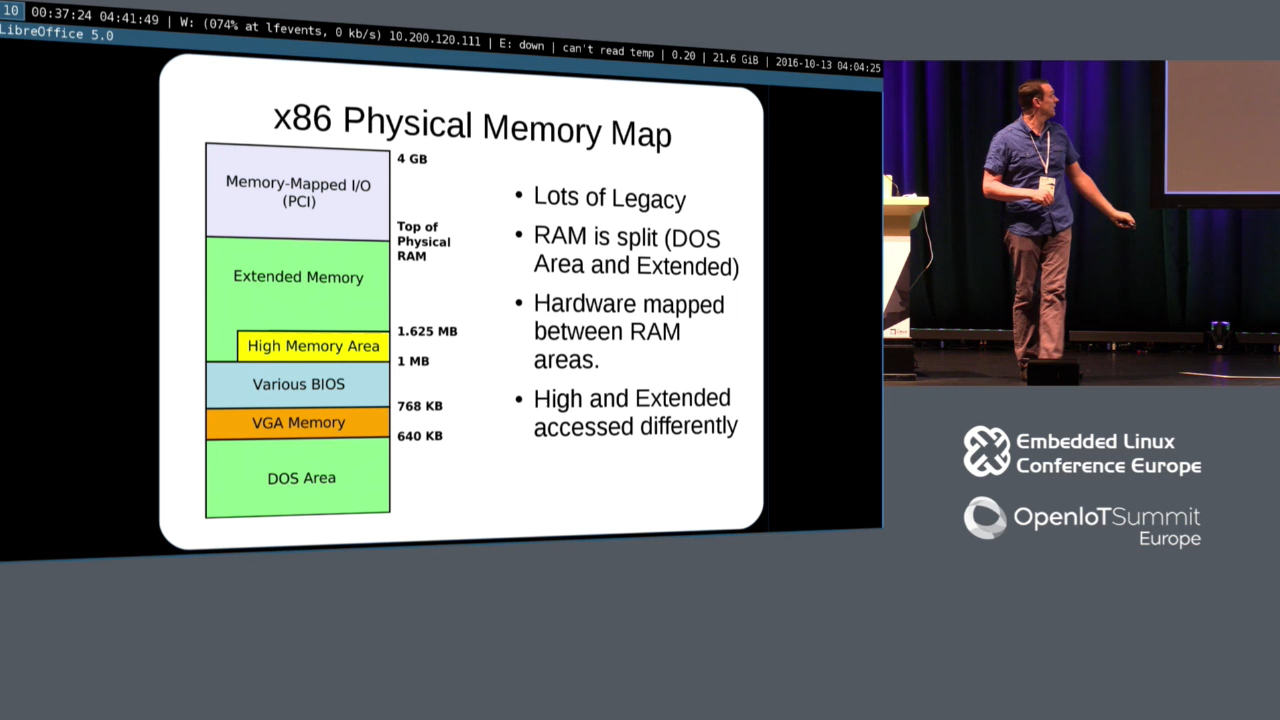 10 00:37:24 04:41:49 | W: (074% at lfevents, 0 kb/s) 10.200.120.111 | E: down | can't read temp | 0.20 | 21.6 GiB | 2016-10-13 04:04:25
LibreOffice 5.0
x86 Physical Memory Map
4 GB
Memory-Mapped I/O
(PCI)
Top of
Physical
RAM
Extended Memory
1.625 MB
High Memory Area
1 MB
Various BIOS
768 KB
VGA Memory
640 KB
DOS Area
• Lots of Legacy
• RAM is split (DOS
Area and Extended)
• Hardware mapped
between RAM
areas.
• High and Extended
accessed differently
Embedded Linux
Conference Europe
OpenIoTSummit
Europe